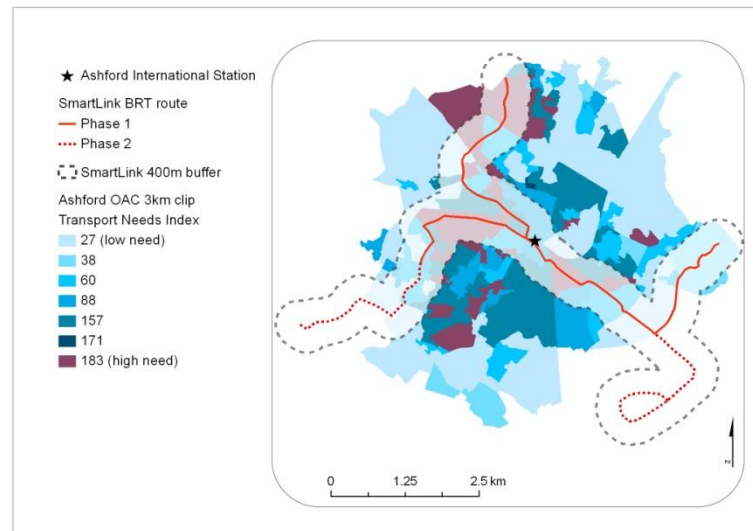 Ashford International Station
SmartLink BRT route
Phase 1
Phase 2
SmartLink 400m buffer
Ashford OAC 3km clip
Transport Needs Index
27 (low need)
38
60
88
157
171
183 (high need)
0 1.25 2.5 km
z